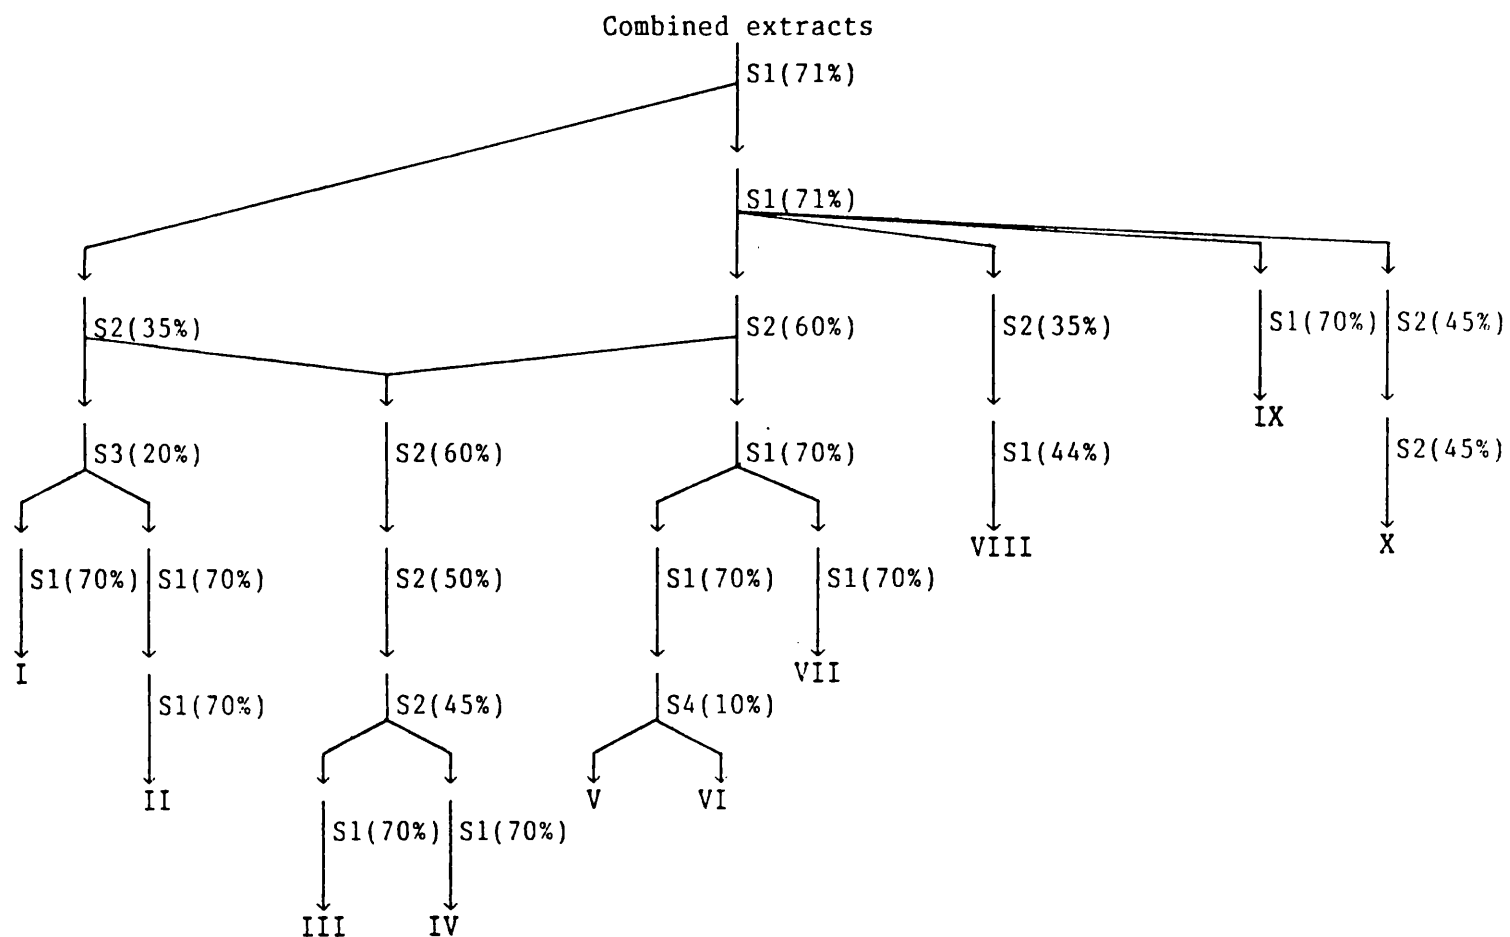 Combined extracts
S1(71%)
S1(71%)
S2(35%) S2(60%) S2(35%) S1(70%) S2(45%)
IX
S3(20%) S2(60%) S1(70%) S1(44%) S2(45%)
VIII X
S1(70%) S1(70%) S2(50%) S1(70%) S1(70%)
I VII
S1(70%) S2(45%) S4(10%)
II V VI
S1(70%) S1(70%)
III IV